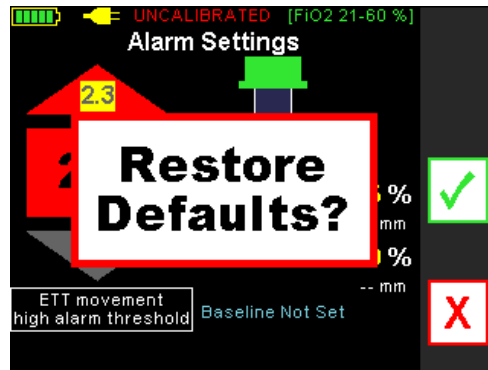 UNCALIBRATED [FiO2 21-60 %]
Alarm Settings
2.3
Restore
Defaults?
%
mm
%
-- mm
ETT movement
high alarm threshold
Baseline Not Set
X